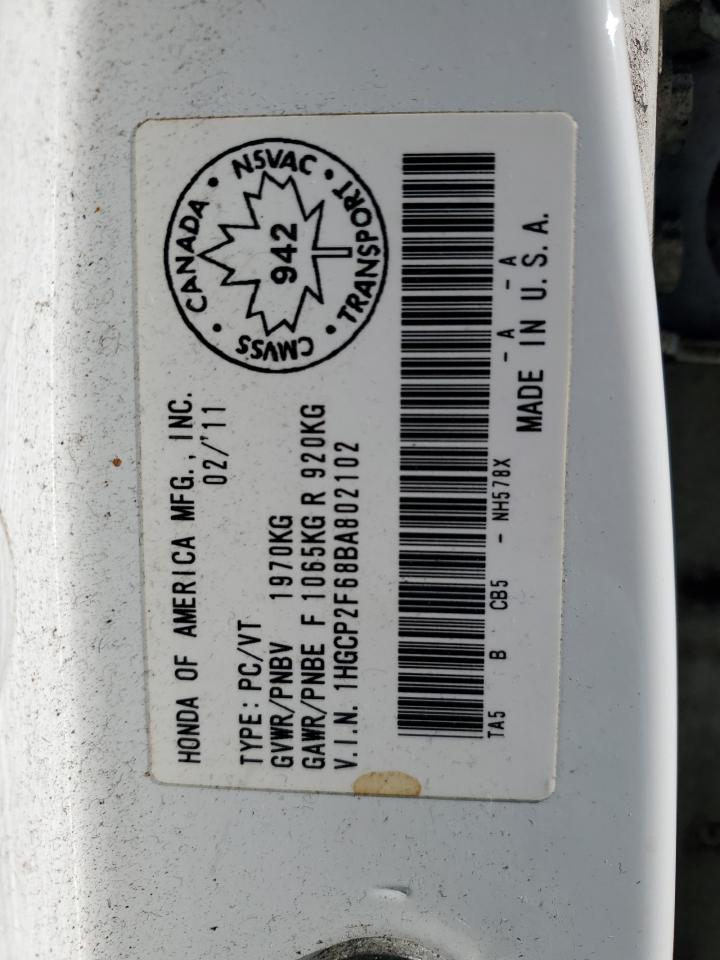 HONDA OF AMERICA MFG., INC.
02/'11
TYPE: PC/VT
GVWR/PNBV 1970KG
GAWR/PNBE F 1065KG R 920KG
V.I.N. 1HGCP2F68BA802102
CANADA • NSVAC • TRANSPORT • CMVSS •
942
TA5 B CB5 - NH578X - A - A
MADE IN U.S.A.